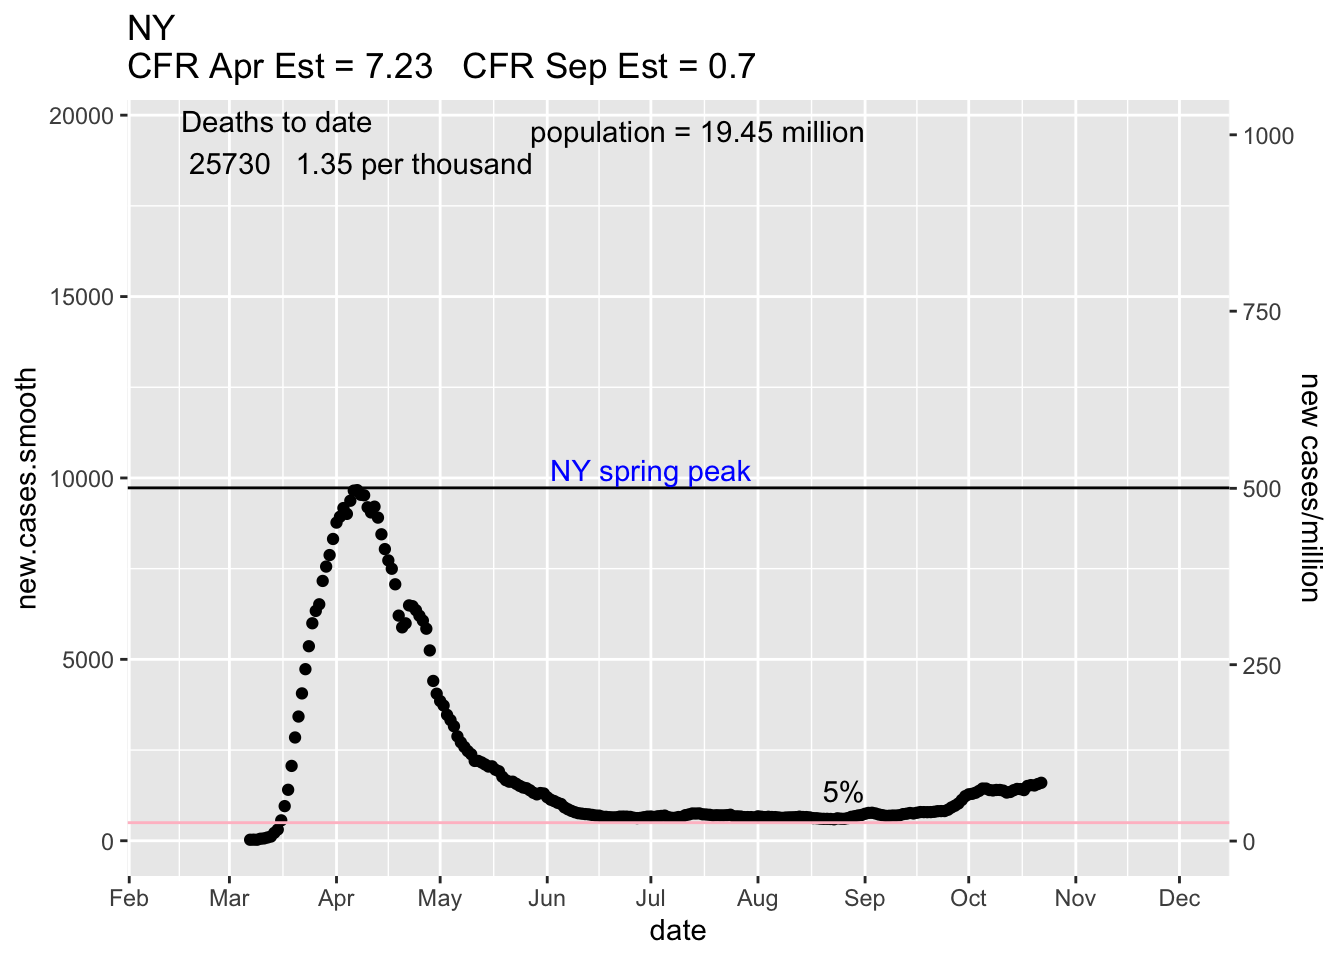 NY
CFR Apr Est = 7.23   CFR Sep Est = 0.7
Deaths to date
25730   1.35 per thousand
population = 19.45 million
NY spring peak
5%
20000
15000
10000
5000
0
new.cases.smooth
1000
750
500
250
0
new cases/million
Feb Mar Apr May Jun Jul Aug Sep Oct Nov Dec
date